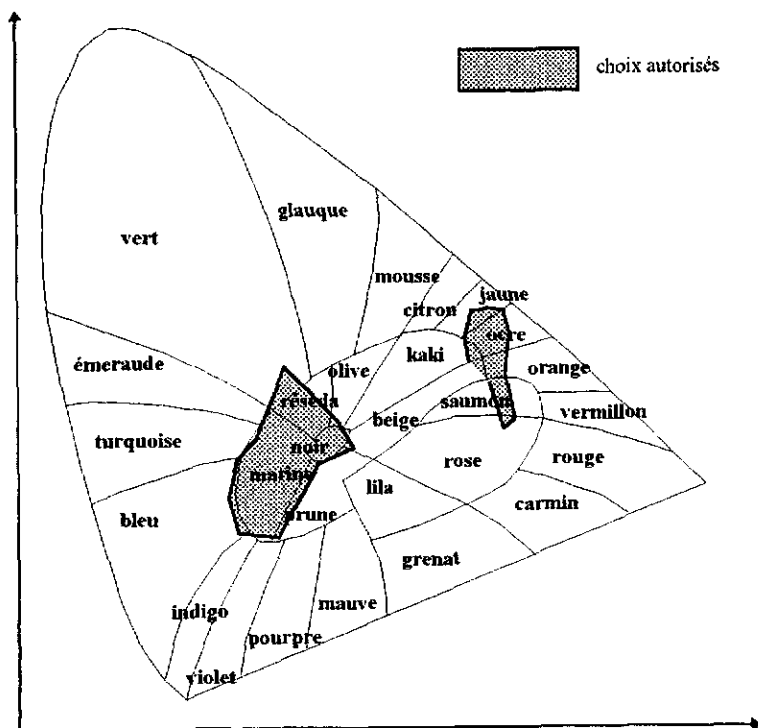 choix autorisés
glauque
vert
mousse
jaune
citron
ocre
kaki
olive
émeraude
orange
réséda
saumon
beige
vermillon
turquoise
noir
rose
rouge
marine
lila
carmin
bleu
prune
grenat
indigo
mauve
pourpre
violet